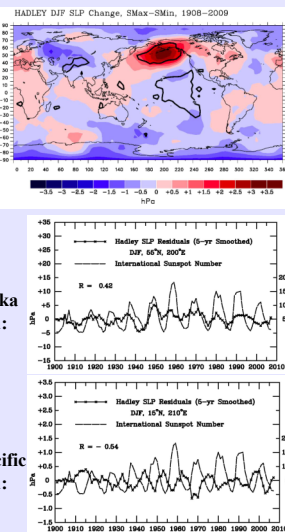 HADLEY DJF SLP Change, SMax-SMin, 1908-2009
90
80
70
60
50
40
30
20
10
0
-10
-20
-30
-40
-50
-60
-70
-80
-90
0 20 40 60 80 100 120 140 160 180 200 220 240 260 280 300 320 340 36
-3.5 -3 -2.5 -2 -1.5 -1 -0.5 0 +0.5 +1 +1.5 +2 +2.5 +3 +3.5
hPa
+35
+30
+25
+20
+15
+10
+5
0
-5
-10
-15
hPa
Hadley SLP Residuals (5-yr Smoothed)
DJF, 55°N, 200°E
International Sunspot Number
R = 0.42
20
15
10
5
ka
:
1900 1910 1920 1930 1940 1950 1960 1970 1980 1990 2000 2010
+3.5
+3.0
+2.5
+2.0
+1.5
+1.0
+0.5
0
-0.5
-1.0
-1.5
hPa
Hadley SLP Residuals (5-yr Smoothed)
DJF, 15°N, 210°E
International Sunspot Number
R = - 0.54
cific
:
1900 1910 1920 1930 1940 1950 1960 1970 1980 1990 2000 2010